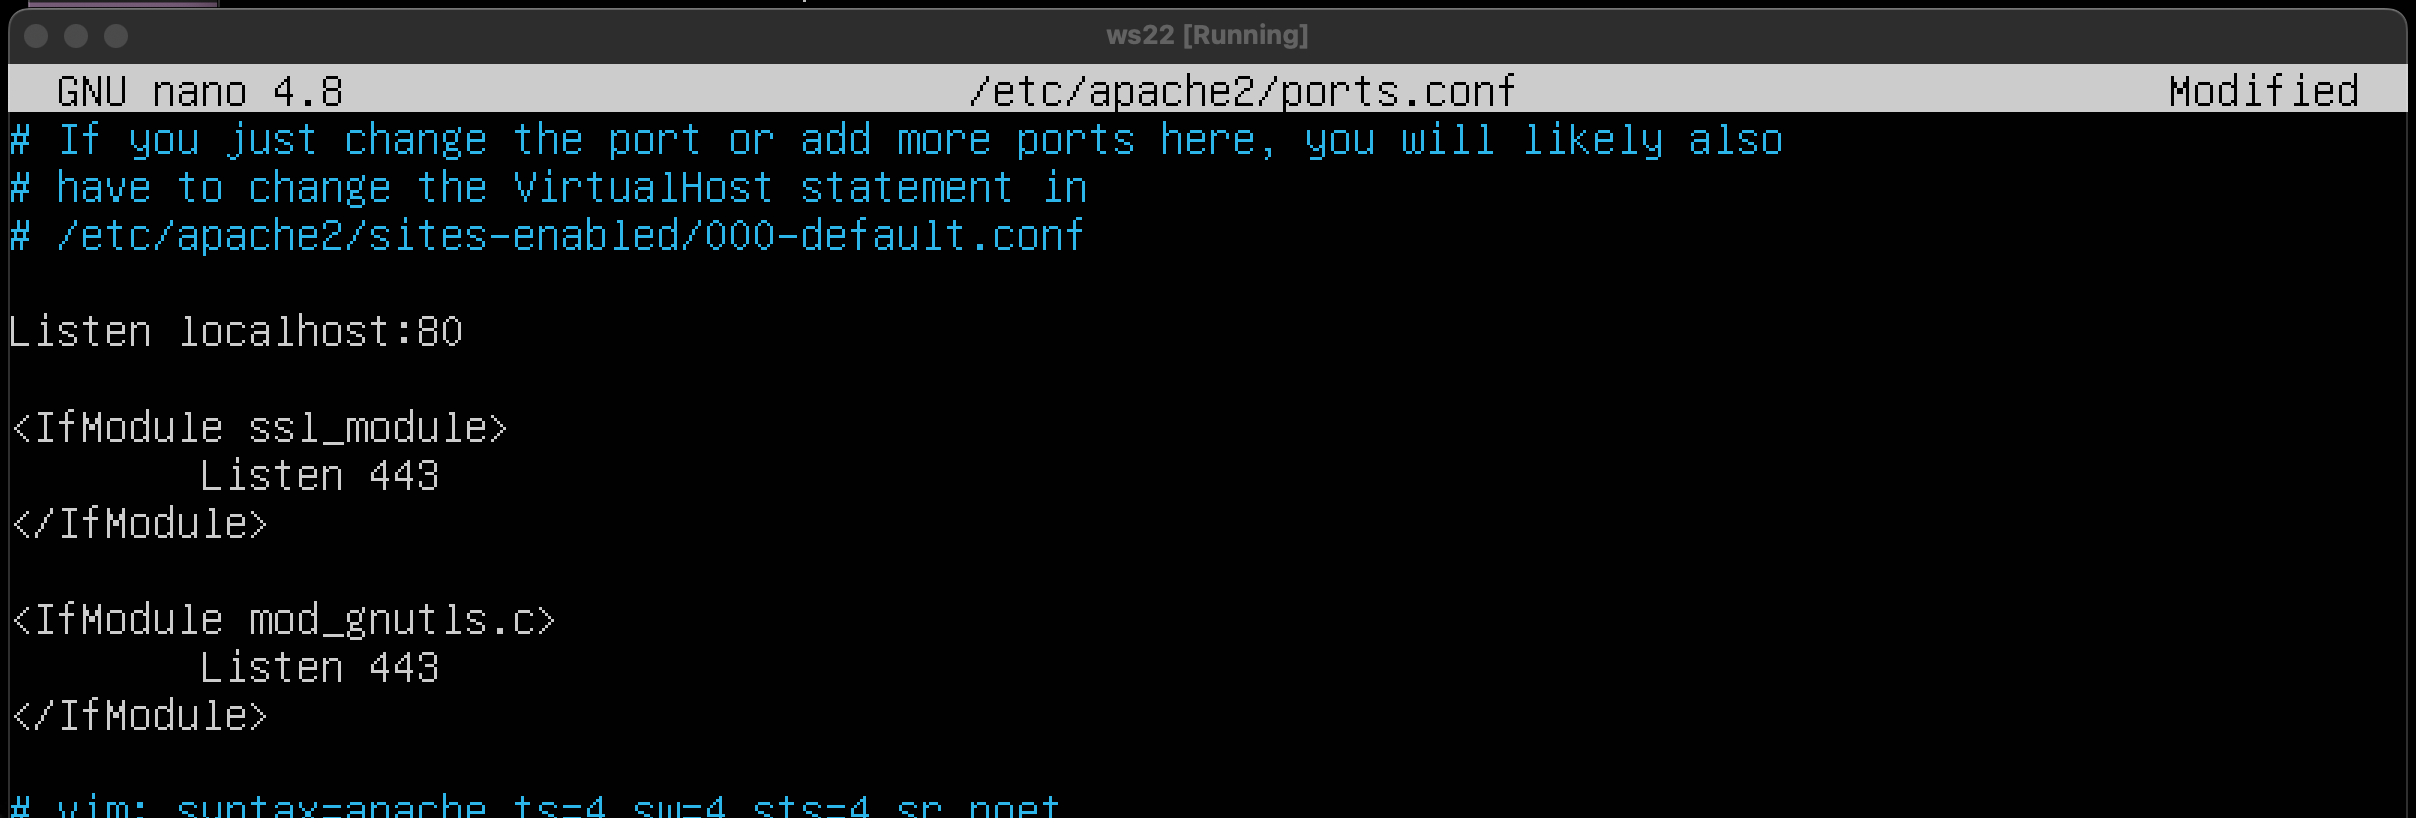 ws22 [Running]
GNU nano 4.8 /etc/apache2/ports.conf Modified
# If you just change the port or add more ports here, you will likely also
# have to change the VirtualHost statement in
# /etc/apache2/sites-enabled/000-default.conf
Listen localhost:80
<IfModule ssl_module>
Listen 443
</IfModule>
<IfModule mod_gnutls.c>
Listen 443
</IfModule>
# vim: syntax=apache ts=4 sw=4 sts=4 sr noet